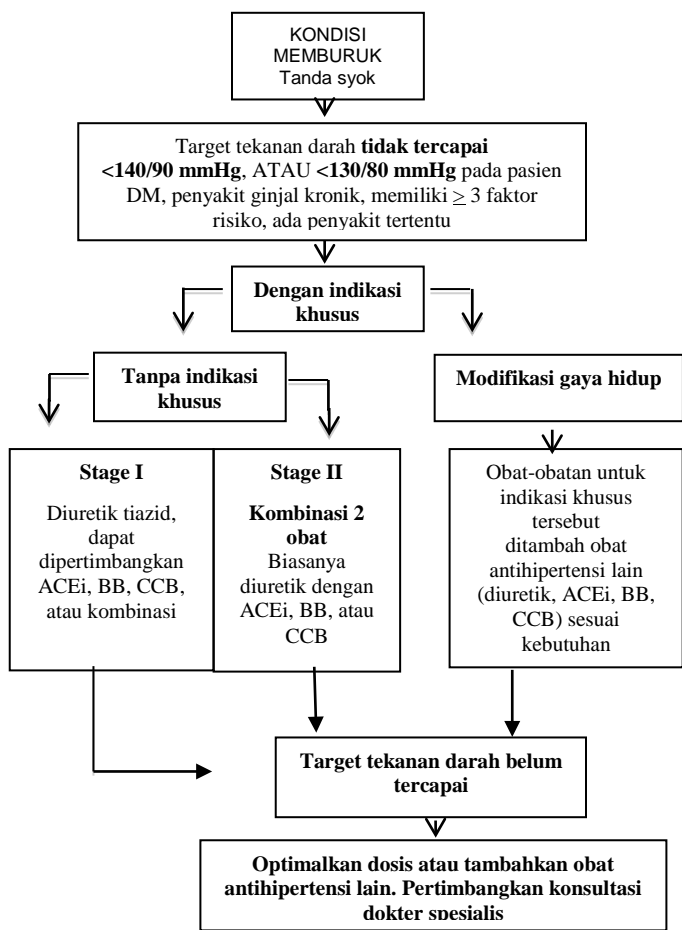 KONDISI
MEMBURUK
Tanda syok
Target tekanan darah tidak tercapai
<140/90 mmHg, ATAU <130/80 mmHg pada pasien
DM, penyakit ginjal kronik, memiliki ≥ 3 faktor
risiko, ada penyakit tertentu
Dengan indikasi
khusus
Tanpa indikasi
khusus
Modifikasi gaya hidup
Stage I
Diuretik tiazid,
dapat
dipertimbangkan
ACEi, BB, CCB,
atau kombinasi
Stage II
Kombinasi 2
obat
Biasanya
diuretik dengan
ACEi, BB, atau
CCB
Obat-obatan untuk
indikasi khusus
tersebut
ditambah obat
antihipertensi lain
(diuretik, ACEi, BB,
CCB) sesuai
kebutuhan
Target tekanan darah belum
tercapai
Optimalkan dosis atau tambahkan obat
antihipertensi lain. Pertimbangkan konsultasi
dokter spesialis